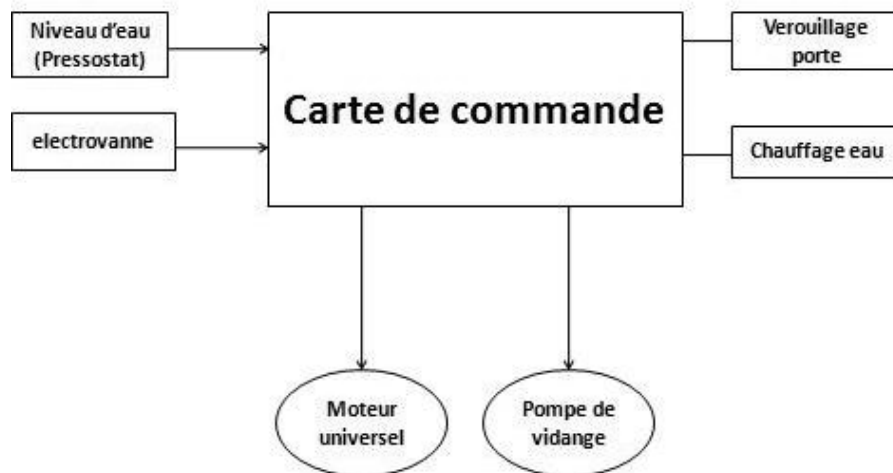 Niveau d'eau
(Pressostat)
electrovanne
Carte de commande
Verouillage
porte
Chauffage eau
Moteur
universel
Pompe de
vidange